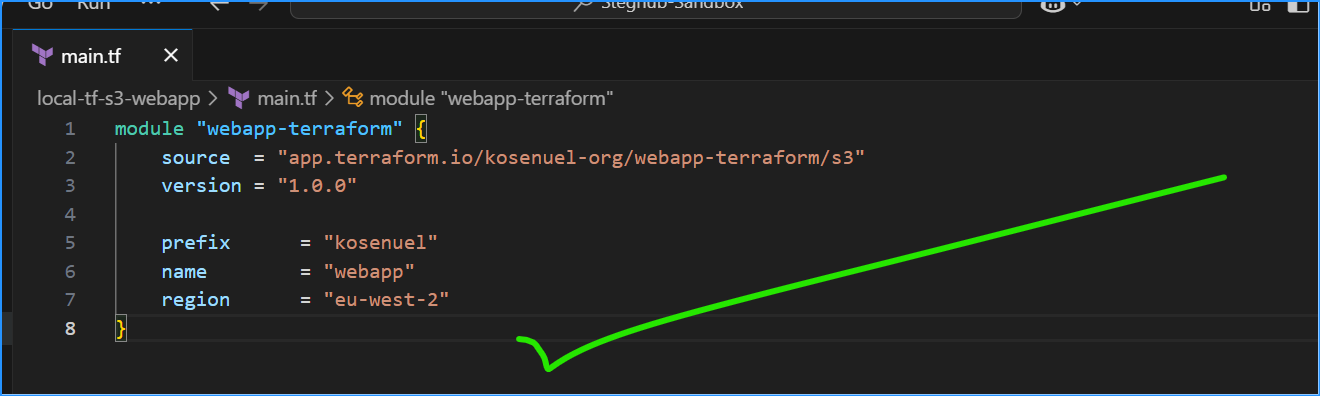 Go Run ... Steghub-Sandbox
main.tf
local-tf-s3-webapp > main.tf > module "webapp-terraform"
1 module "webapp-terraform" {
2 source = "app.terraform.io/kosenuel-org/webapp-terraform/s3"
3 version = "1.0.0"
4
5 prefix = "kosenuel"
6 name = "webapp"
7 region = "eu-west-2"
8 }